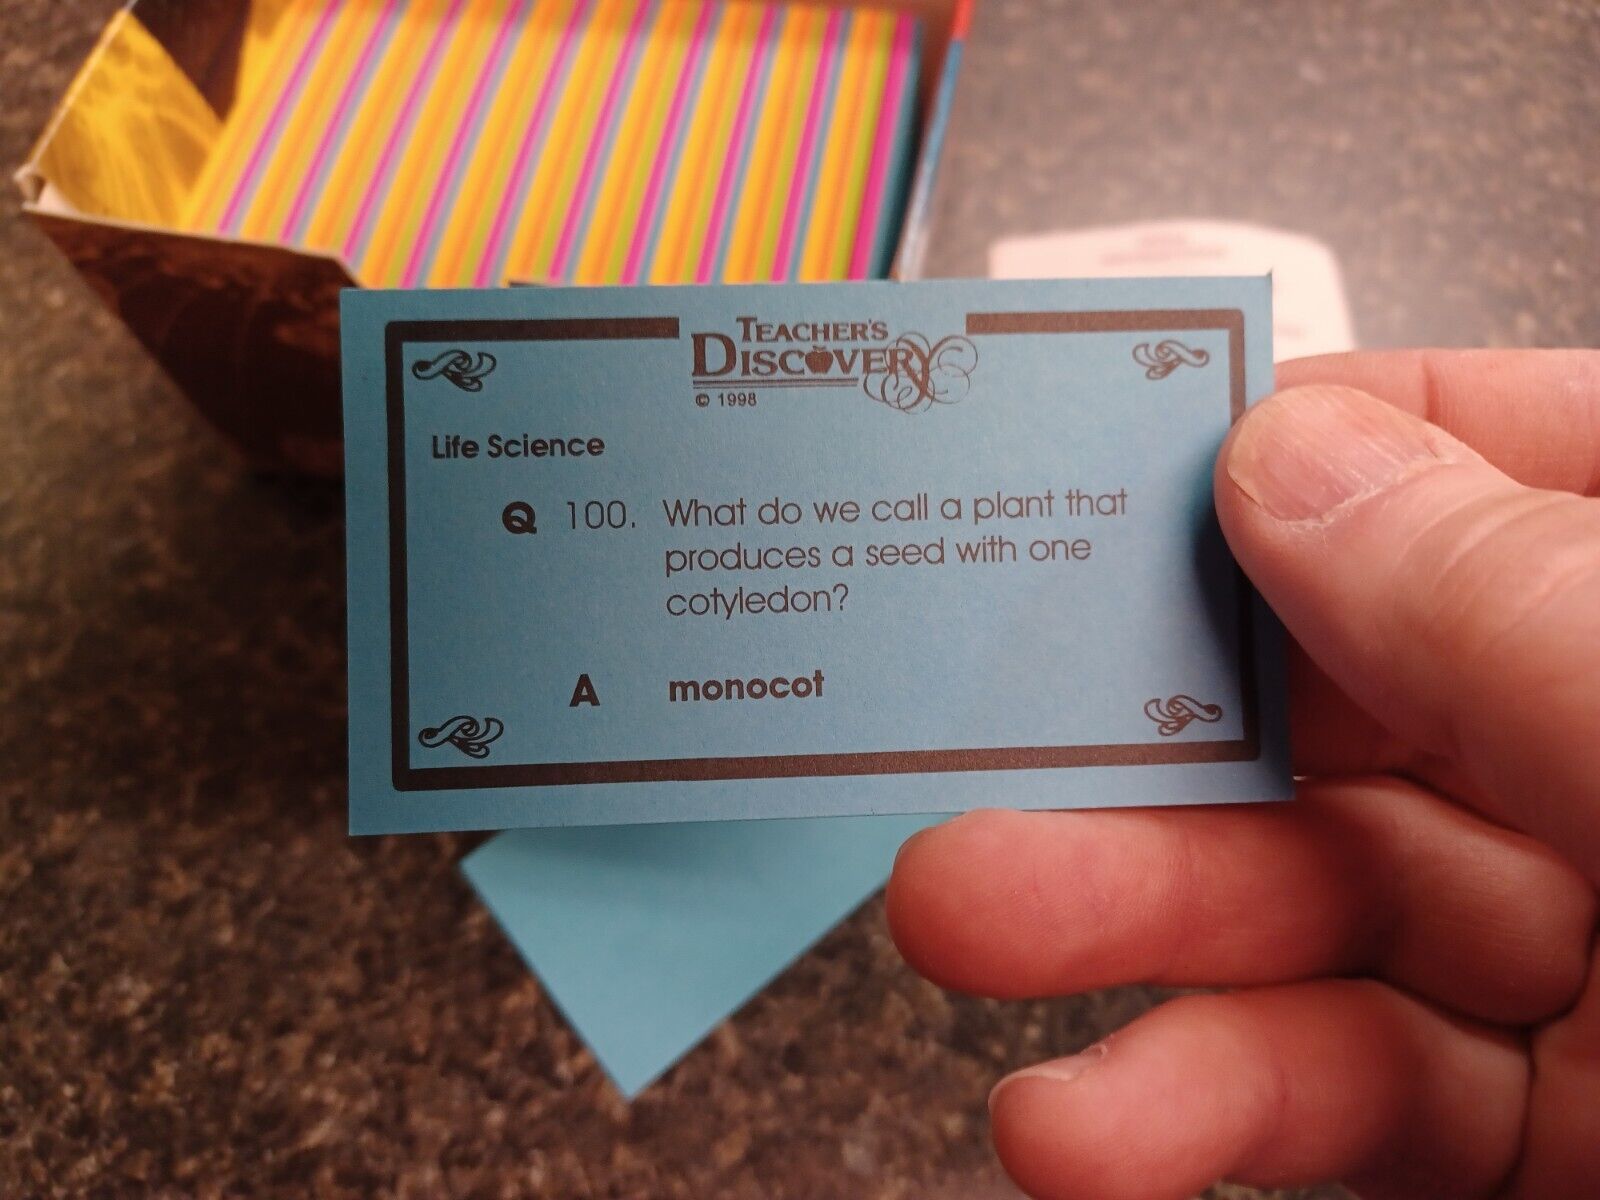 TEACHER'S
DISCOVERY
© 1998
Life Science
Q 100. What do we call a plant that
produces a seed with one
cotyledon?
A monocot